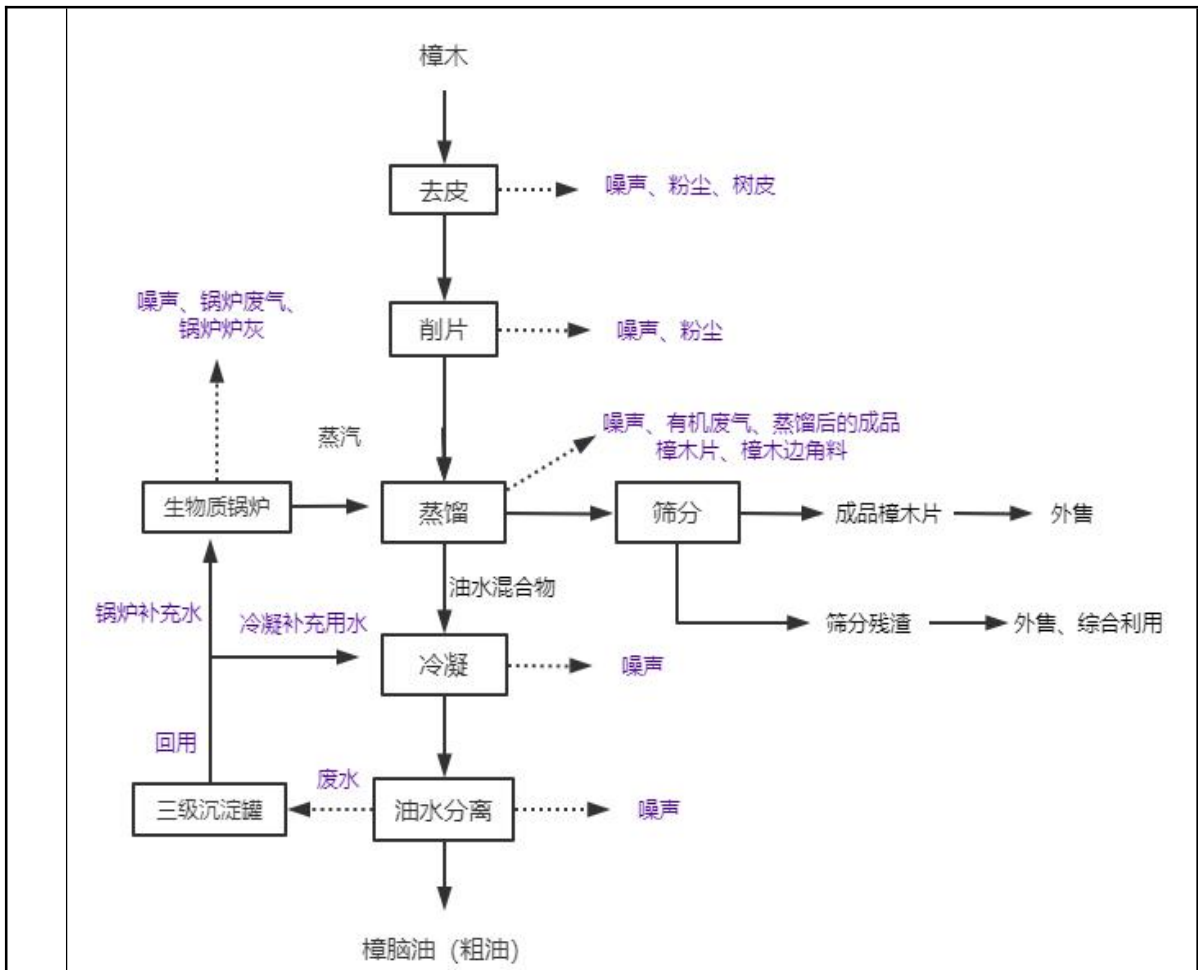 樟木
去皮
噪声、粉尘、树皮
噪声、锅炉废气、
锅炉炉灰
削片
噪声、粉尘
蒸汽
噪声、有机废气、蒸馏后的成品
樟木片、樟木边角料
生物质锅炉
蒸馏
筛分
成品樟木片
外售
油水混合物
锅炉补充水
冷凝补充用水
筛分残渣
外售、综合利用
冷凝
噪声
回用
废水
三级沉淀罐
油水分离
噪声
樟脑油（粗油）